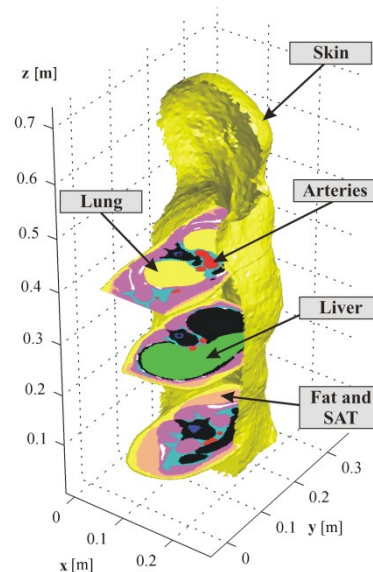 Skin
z [m]
0.7
Arteries
0.6
Lung
0.5
0.4
Liver
0.3
0.2
Fat and
SAT
0.1
0.3
0.2
0
0.1
y [m]
0.1
0
0.2
x [m]